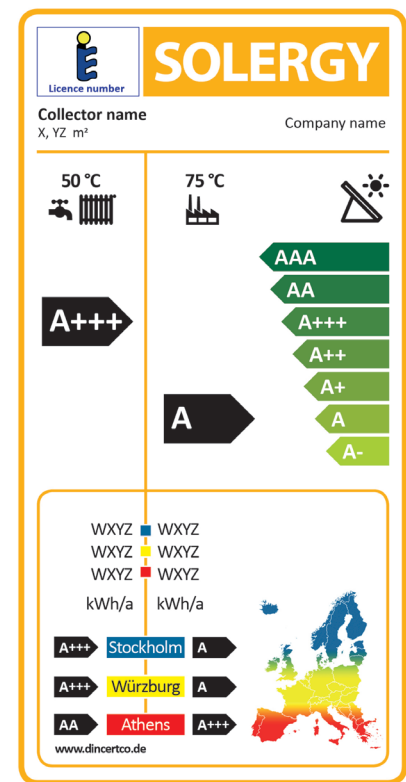 SOLERGY
Licence number
Collector name
X, YZ m²
Company name
50 °C
75 °C
AAA
AA
A+++
A++
A+
A
A-
A+++
A
WXYZ WXYZ
WXYZ WXYZ
WXYZ WXYZ
kWh/a kWh/a
A+++ Stockholm A
A+++ Würzburg A
AA Athens A+++
www.dincertco.de